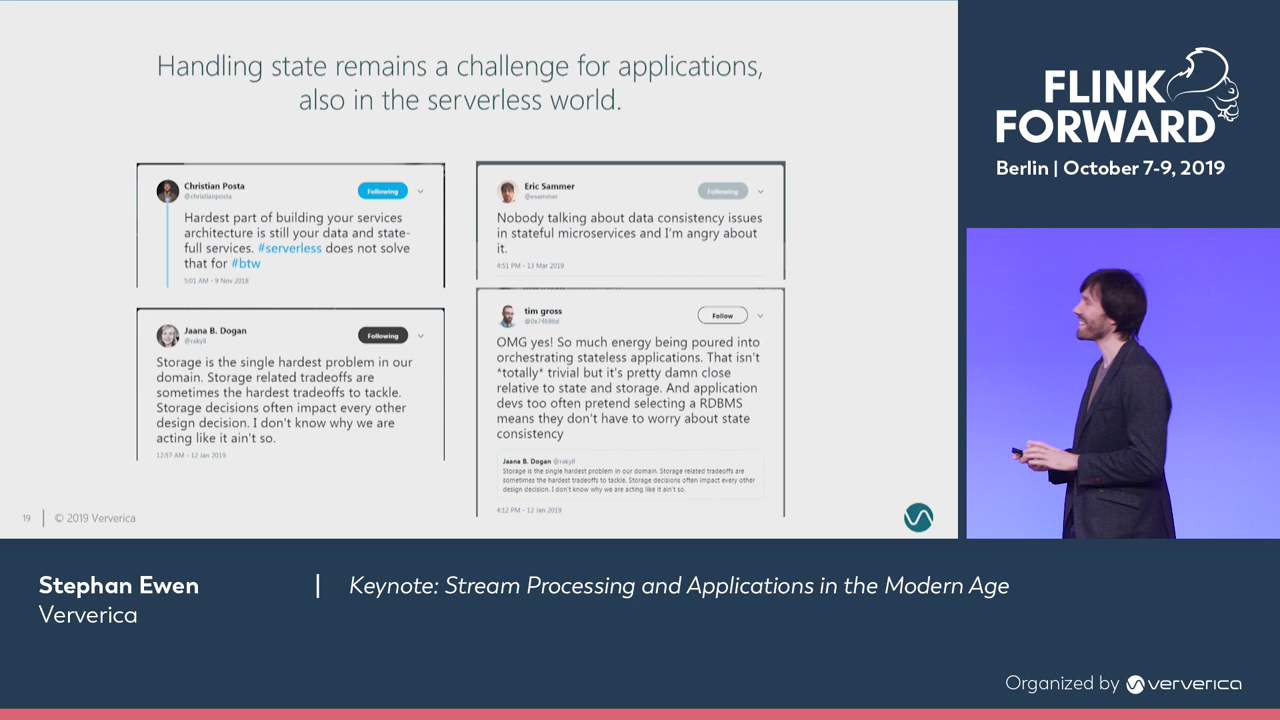 Handling state remains a challenge for applications,
also in the serverless world.
Christian Posta
@christianposta
Following
Hardest part of building your services
architecture is still your data and state-
full services. #serverless does not solve
that for #btw
5:01 AM - 9 Nov 2018
Jaana B. Dogan
@rakyll
Following
Storage is the single hardest problem in our
domain. Storage related tradeoffs are
sometimes the hardest tradeoffs to tackle.
Storage decisions often impact every other
design decision. I don't know why we are
acting like it ain't so.
12:57 AM - 12 Jan 2019
Eric Sammer
@esammer
Following
Nobody talking about data consistency issues
in stateful microservices and I'm angry about
it.
4:51 PM - 13 Mar 2019
tim gross
@0x74696d
Follow
OMG yes! So much energy being poured into
orchestrating stateless applications. That isn't
*totally* trivial but it's pretty damn close
relative to state and storage. And application
devs too often pretend selecting a RDBMS
means they don't have to worry about state
consistency
Jaana B. Dogan @rakyll
Storage is the single hardest problem in our domain. Storage related tradeoffs are
sometimes the hardest tradeoffs to tackle. Storage decisions often impact every other
design decision. I don't know why we are acting like it ain't so.
4:12 PM - 12 Jan 2019
19 | © 2019 Ververica
FLINK
FORWARD
Berlin | October 7-9, 2019
Stephan Ewen | Keynote: Stream Processing and Applications in the Modern Age
Ververica
Organized by ververica